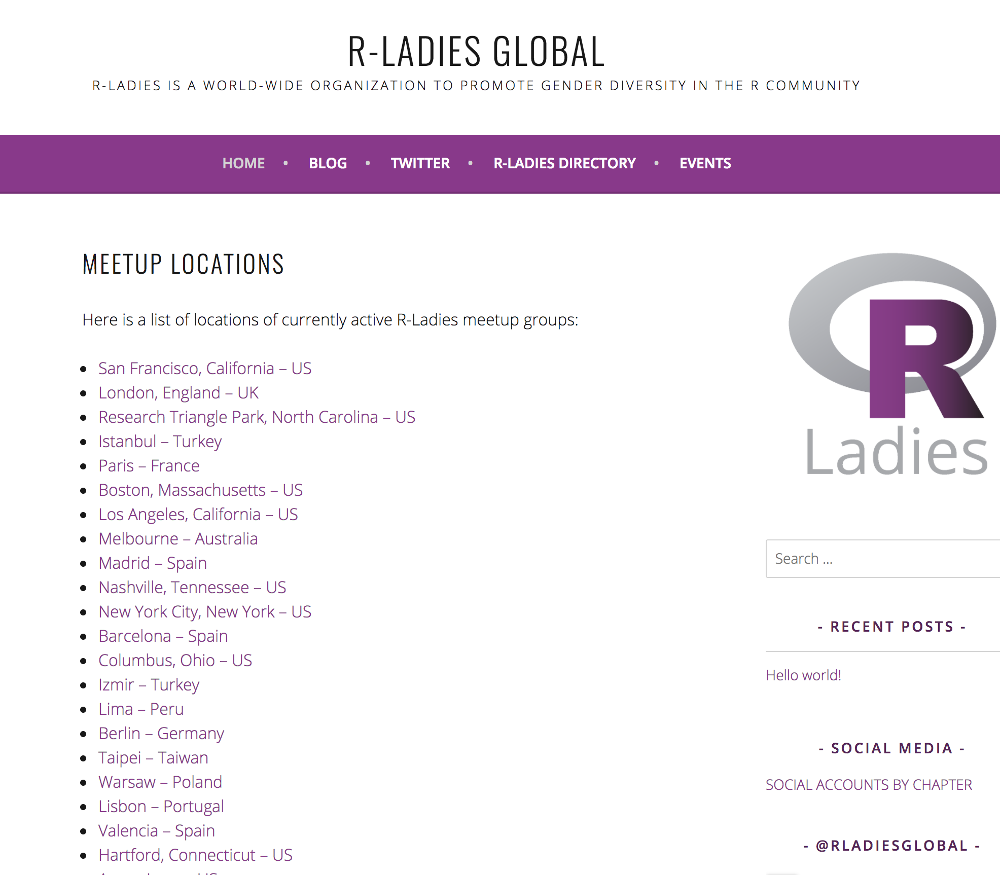 R-LADIES GLOBAL
R-LADIES IS A WORLD-WIDE ORGANIZATION TO PROMOTE GENDER DIVERSITY IN THE R COMMUNITY
HOME • BLOG • TWITTER • R-LADIES DIRECTORY • EVENTS
MEETUP LOCATIONS
Here is a list of locations of currently active R-Ladies meetup groups:
• San Francisco, California – US
• London, England – UK
• Research Triangle Park, North Carolina – US
• Istanbul – Turkey
• Paris – France
• Boston, Massachusetts – US
• Los Angeles, California – US
• Melbourne – Australia
• Madrid – Spain
• Nashville, Tennessee – US
• New York City, New York – US
• Barcelona – Spain
• Columbus, Ohio – US
• Izmir – Turkey
• Lima – Peru
• Berlin – Germany
• Taipei – Taiwan
• Warsaw – Poland
• Lisbon – Portugal
• Valencia – Spain
• Hartford, Connecticut – US
R
Ladies
Search ...
- RECENT POSTS -
Hello world!
- SOCIAL MEDIA -
SOCIAL ACCOUNTS BY CHAPTER
- @RLADIESGLOBAL -